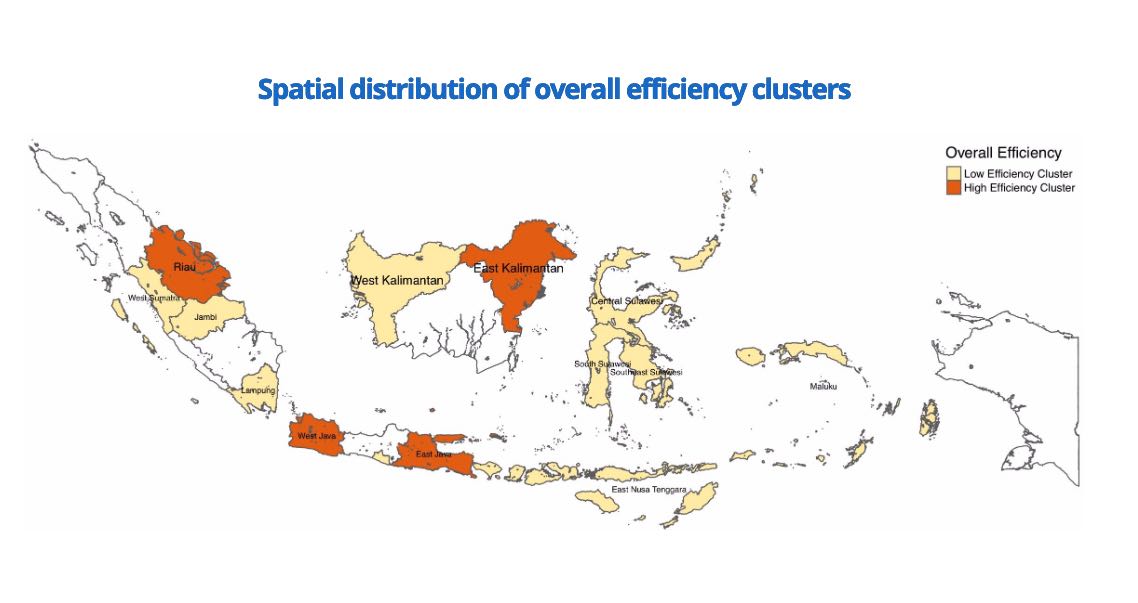 Spatial distribution of overall efficiency clusters
Overall Efficiency
Low Efficiency Cluster
High Efficiency Cluster
Riau
East Kalimantan
West Kalimantan
West Sumatra
Central Sulawesi
Jambi
South Sulawesi
Southeast Sulawesi
Maluku
Lampung
West Java
East Java
East Nusa Tenggara